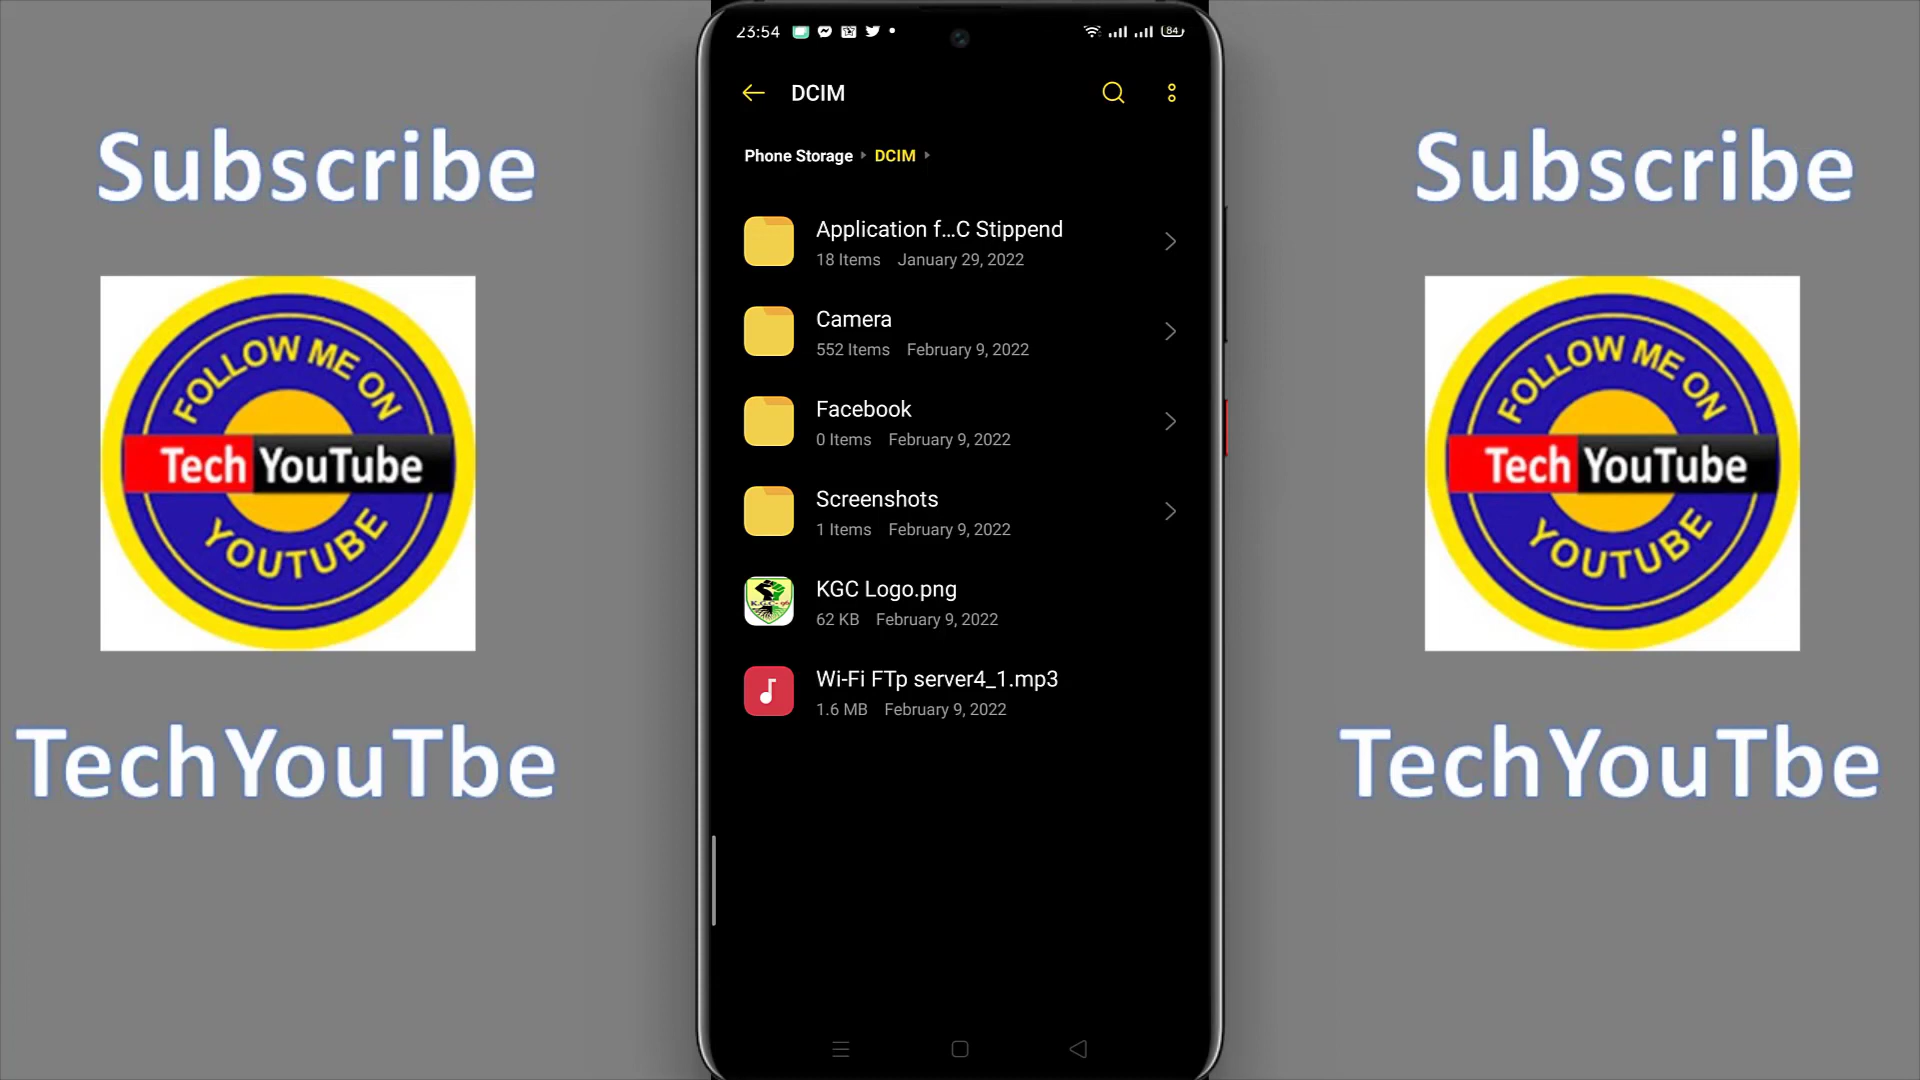 Subscribe
FOLLOW ME ON
Tech YouTube
YOUTUBE
TechYouTbe
23:54
84
DCIM
Phone Storage DCIM
Application f...C Stippend
18 Items January 29, 2022
Camera
552 Items February 9, 2022
Facebook
0 Items February 9, 2022
Screenshots
1 Items February 9, 2022
KGC Logo.png
62 KB February 9, 2022
Wi-Fi FTp server4_1.mp3
1.6 MB February 9, 2022
Subscribe
FOLLOW ME ON
Tech YouTube
YOUTUBE
TechYouTbe